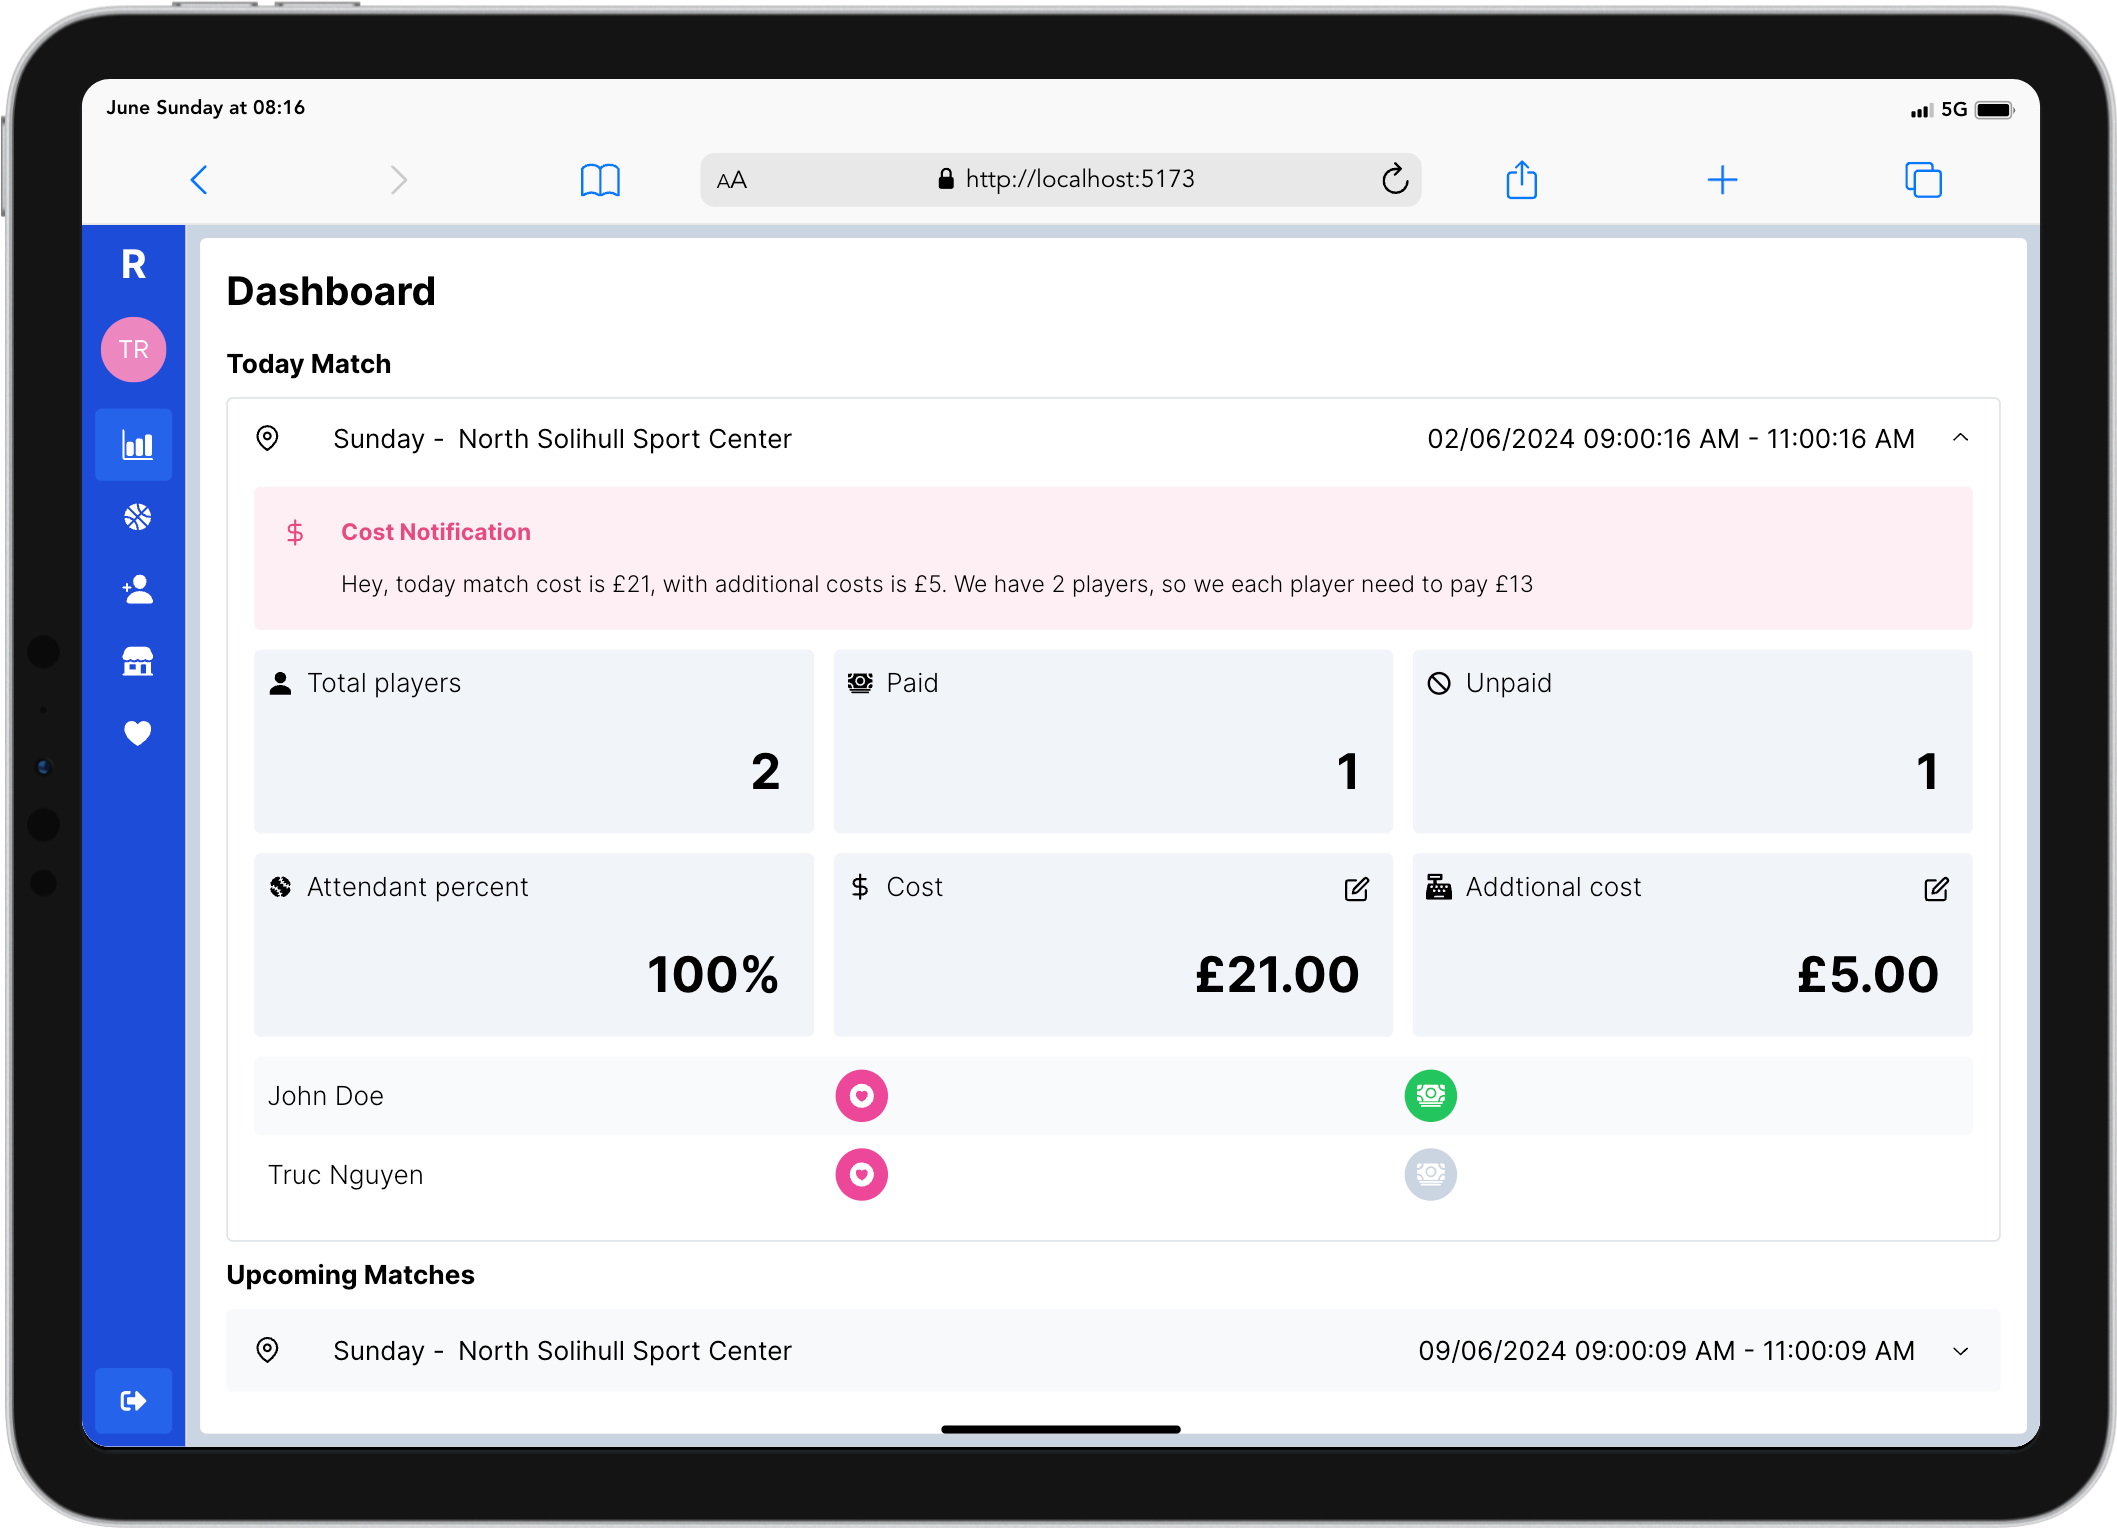 June Sunday at 08:16
5G
AA
http://localhost:5173
R
TR
Dashboard
Today Match
Sunday - North Solihull Sport Center
02/06/2024 09:00:16 AM - 11:00:16 AM
$ Cost Notification
Hey, today match cost is £21, with additional costs is £5. We have 2 players, so we each player need to pay £13
Total players
2
Paid
1
Unpaid
1
Attendant percent
100%
$ Cost
£21.00
Addtional cost
£5.00
John Doe
Truc Nguyen
Upcoming Matches
Sunday - North Solihull Sport Center
09/06/2024 09:00:09 AM - 11:00:09 AM